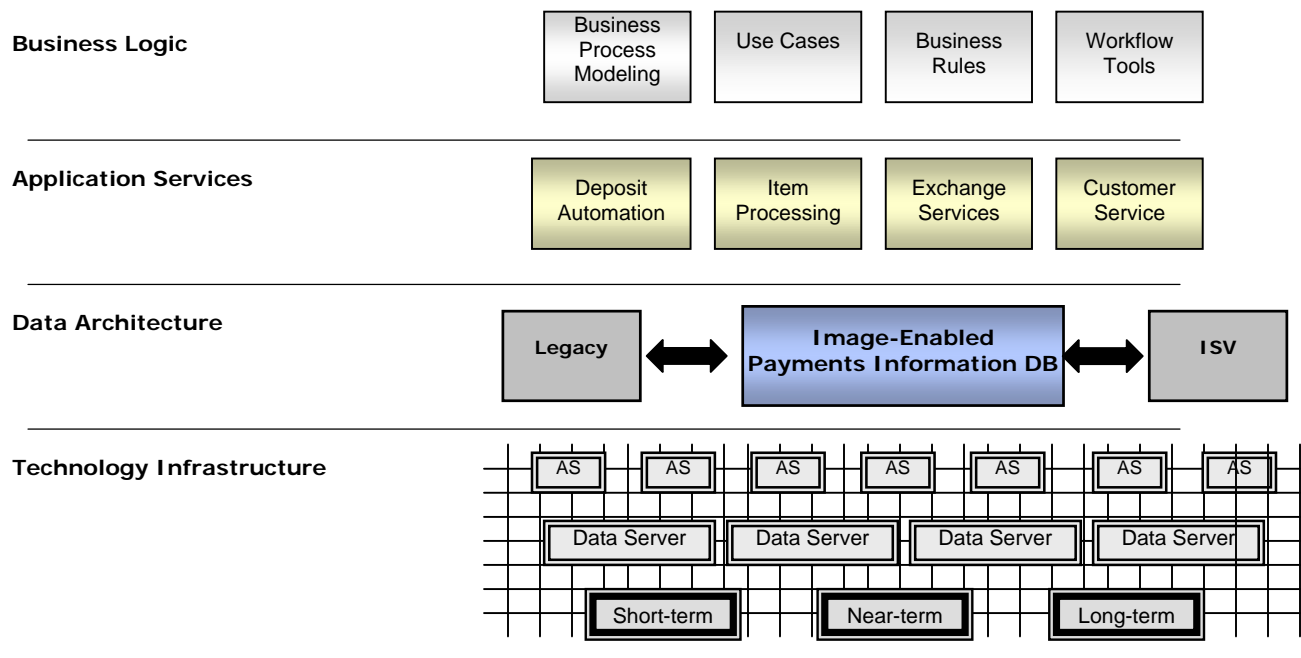 Business Logic
Business
Process
Modeling
Use Cases
Business
Rules
Workflow
Tools
Application Services
Deposit
Automation
Item
Processing
Exchange
Services
Customer
Service
Data Architecture
Legacy
Image-Enabled
Payments Information DB
ISV
Technology Infrastructure
AS
AS
AS
AS
AS
AS
AS
Data Server
Data Server
Data Server
Data Server
Short-term
Near-term
Long-term